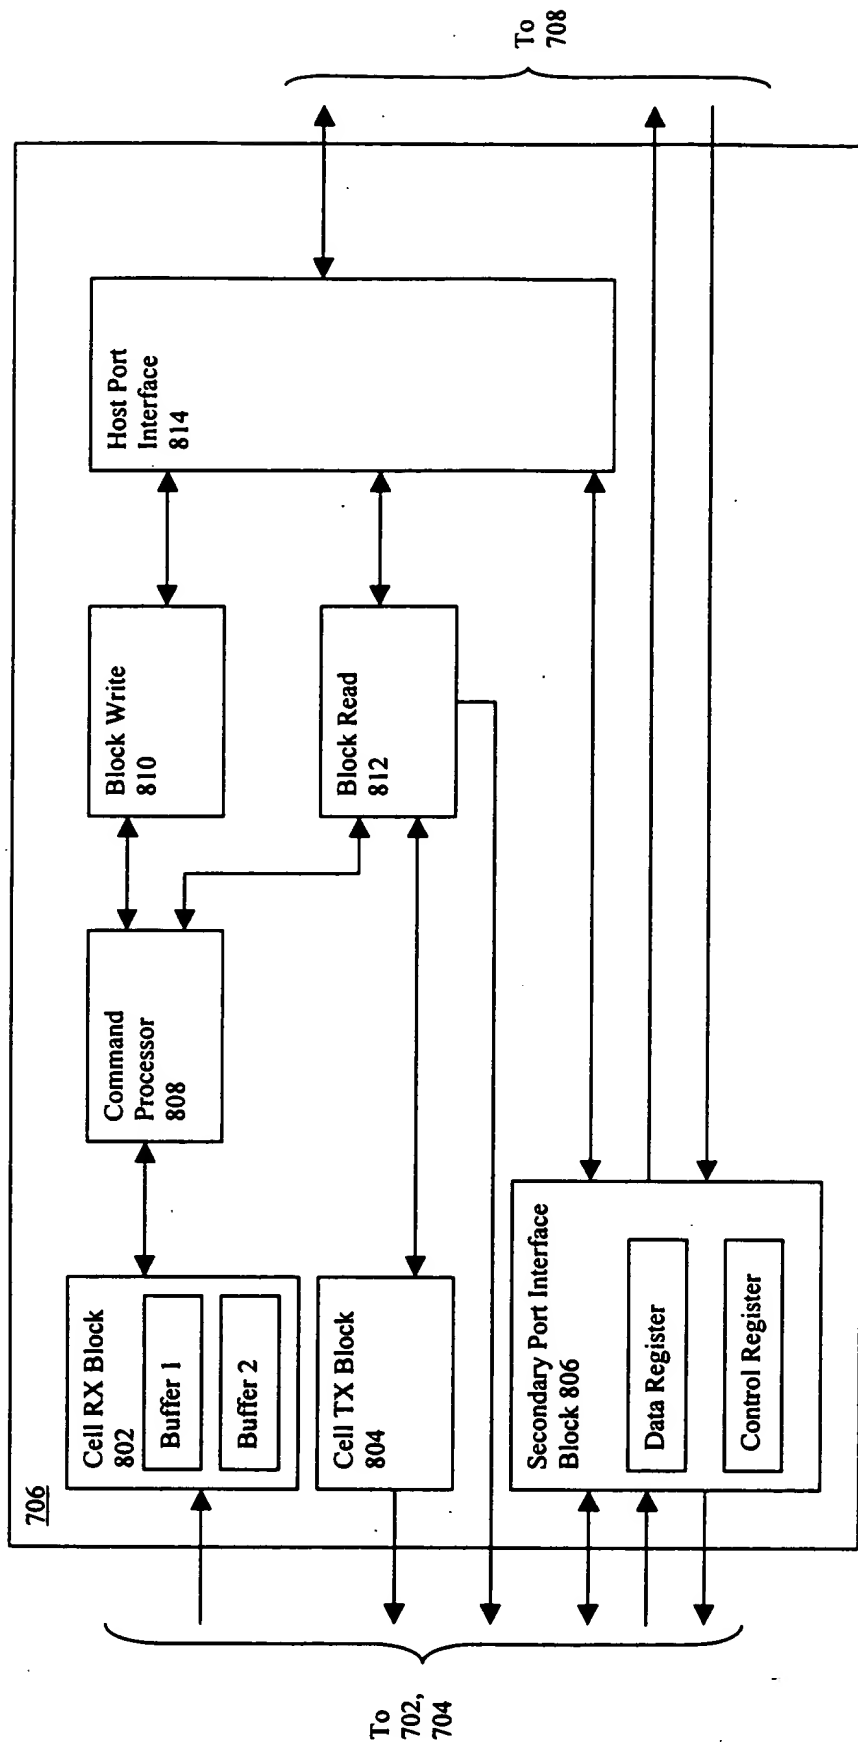 706
Cell RX Block
802
Buffer 1
Buffer 2
Cell TX Block
804
Secondary Port Interface
Block 806
Data Register
Control Register
Command
Processor
808
Block Write
810
Block Read
812
Host Port
Interface
814
To
702,
704
To
708